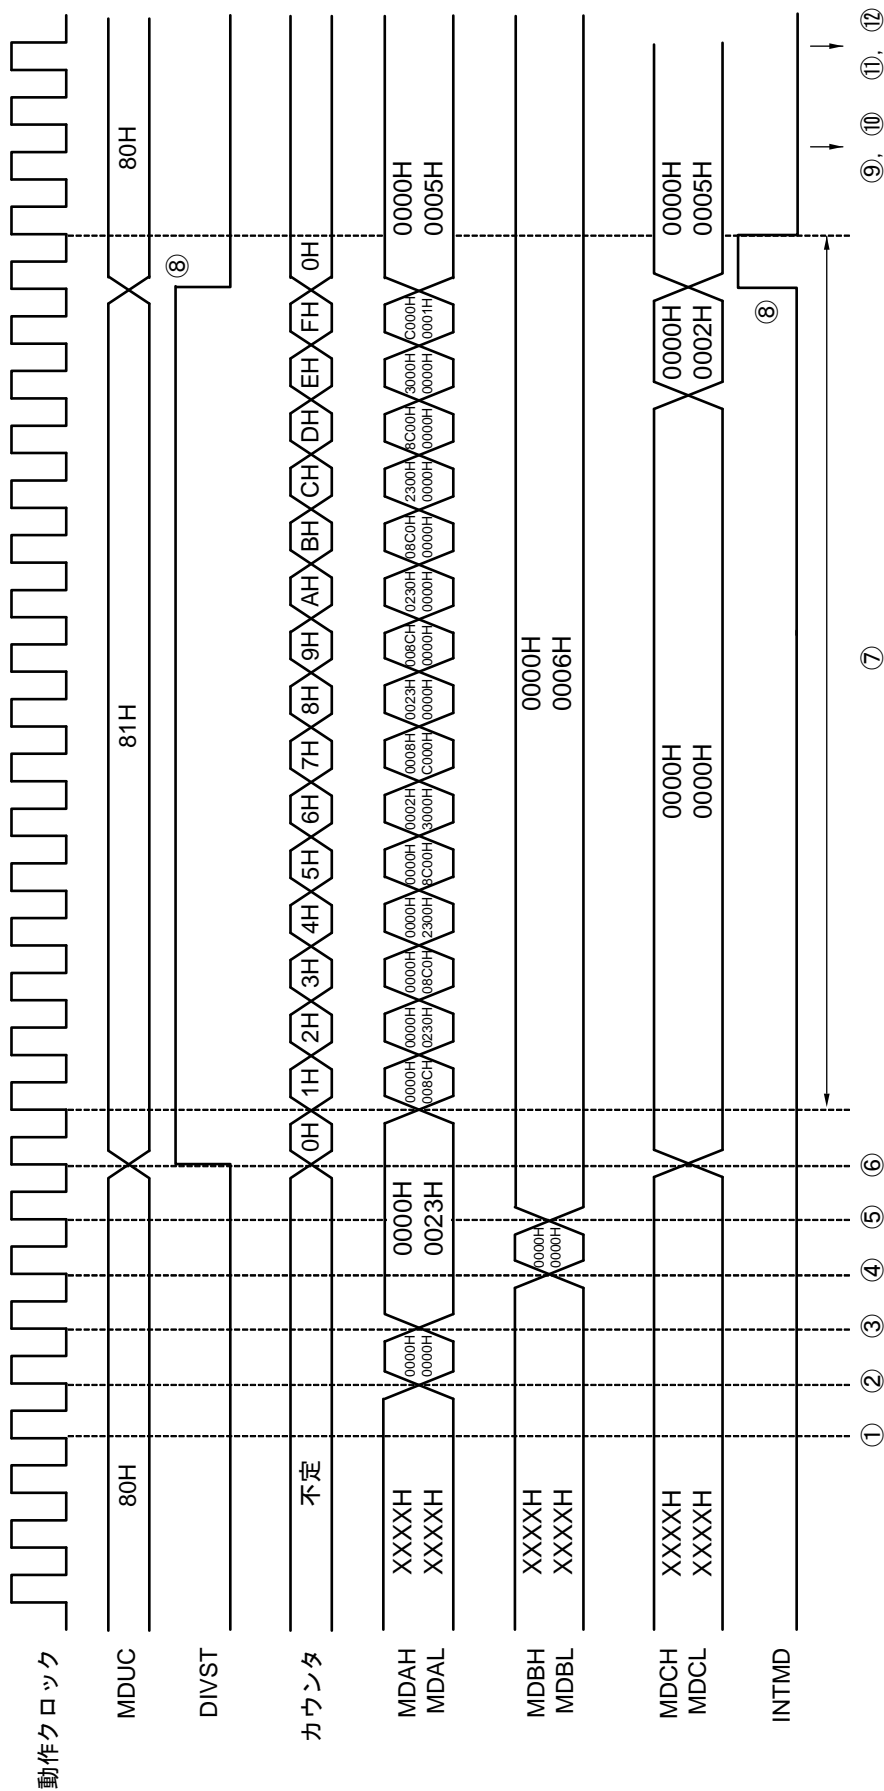 動作クロック
MDUC
80H
81H
80H
DIVST
⑧
カウンタ
不定
0H
1H
2H
3H
4H
5H
6H
7H
8H
9H
AH
BH
CH
DH
EH
FH
0H
MDAH
MDAL
XXXXH
XXXXH
0000H
0000H
0000H
0023H
0000H
008CH
0000H
0230H
0000H
08C0H
0000H
2300H
0000H
8C00H
0002H
3000H
0008H
C000H
0023H
0000H
008CH
0000H
0230H
0000H
08C0H
0000H
2300H
0000H
8C00H
0000H
3000H
0000H
C000H
0001H
0000H
0005H
MDBH
MDBL
XXXXH
XXXXH
0000H
0000H
0000H
0006H
MDCH
MDCL
XXXXH
XXXXH
0000H
0000H
0000H
0002H
0000H
0005H
INTMD
⑧
①
②
③
④
⑤
⑥
⑦
⑨, ⑩
⑪, ⑫